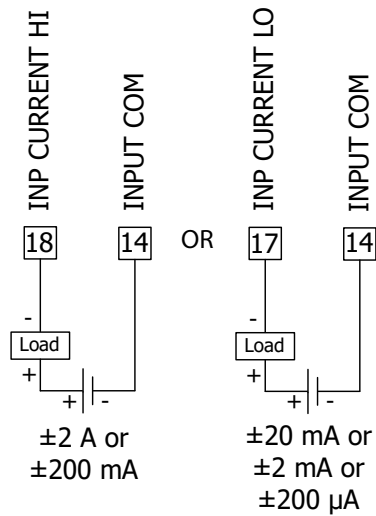 INP CURRENT HI
INPUT COM
INP CURRENT LO
INPUT COM
18
14
OR
17
14
-
Load
+
+ -
-
Load
+
+ -
±2 A or
±200 mA
±20 mA or
±2 mA or
±200 µA